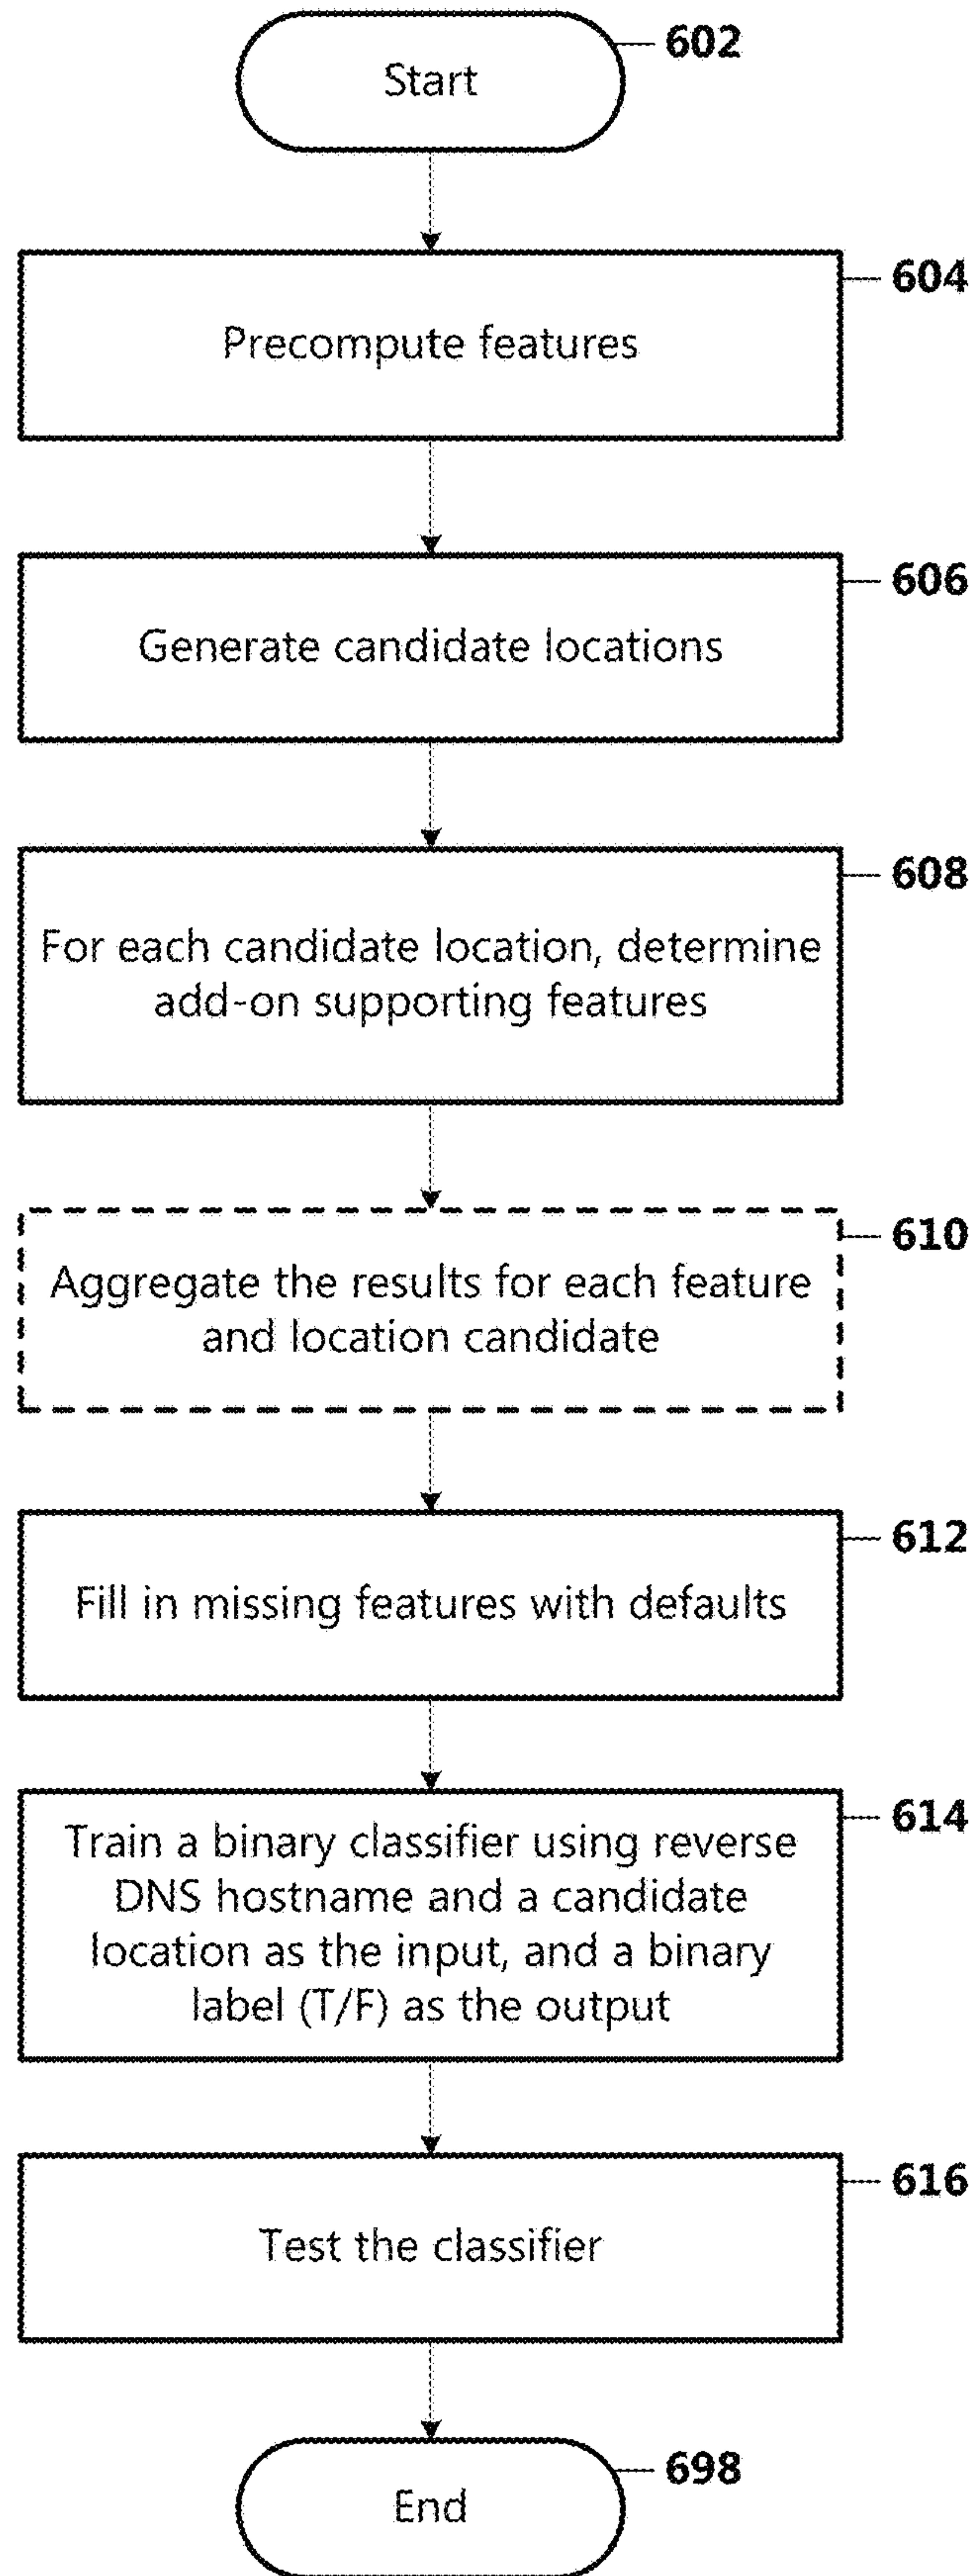 Start
602
604
Precompute features
606
Generate candidate locations
608
For each candidate location, determine
add-on supporting features
610
Aggregate the results for each feature
and location candidate
612
Fill in missing features with defaults
614
Train a binary classifier using reverse
DNS hostname and a candidate
location as the input, and a binary
label (T/F) as the output
616
Test the classifier
698
End